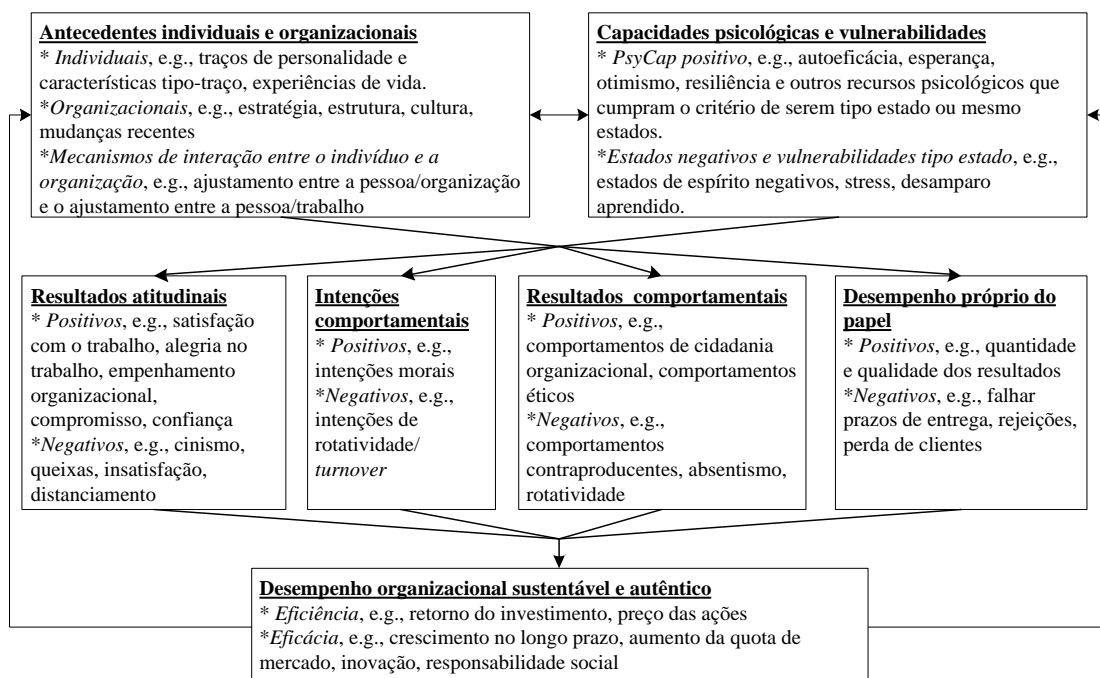 Antecedentes individuais e organizacionais
* Individuais, e.g., traços de personalidade e
características tipo-traço, experiências de vida.
*Organizacionais, e.g., estratégia, estrutura, cultura,
mudanças recentes
*Mecanismos de interação entre o indivíduo e a
organização, e.g., ajustamento entre a pessoa/organização
e o ajustamento entre a pessoa/trabalho
Capacidades psicológicas e vulnerabilidades
* PsyCap positivo, e.g., autoeficácia, esperança,
otimismo, resiliência e outros recursos psicológicos que
cumpram o critério de serem tipo estado ou mesmo
estados.
*Estados negativos e vulnerabilidades tipo estado, e.g.,
estados de espírito negativos, stress, desamparo
aprendido.
Resultados atitudinais
* Positivos, e.g., satisfação
com o trabalho, alegria no
trabalho, empenhamento
organizacional,
compromisso, confiança
*Negativos, e.g., cinismo,
queixas, insatisfação,
distanciamento
Intenções
comportamentais
* Positivos, e.g.,
intenções morais
*Negativos, e.g.,
intenções de
rotatividade/
turnover
Resultados comportamentais
* Positivos, e.g.,
comportamentos de cidadania
organizacional, comportamentos
éticos
*Negativos, e.g.,
comportamentos
contraproducentes, absentismo,
rotatividade
Desempenho próprio do
papel
* Positivos, e.g., quantidade
e qualidade dos resultados
*Negativos, e.g., falhar
prazos de entrega, rejeições,
perda de clientes
Desempenho organizacional sustentável e autêntico
* Eficiência, e.g., retorno do investimento, preço das ações
*Eficácia, e.g., crescimento no longo prazo, aumento da quota de
mercado, inovação, responsabilidade social